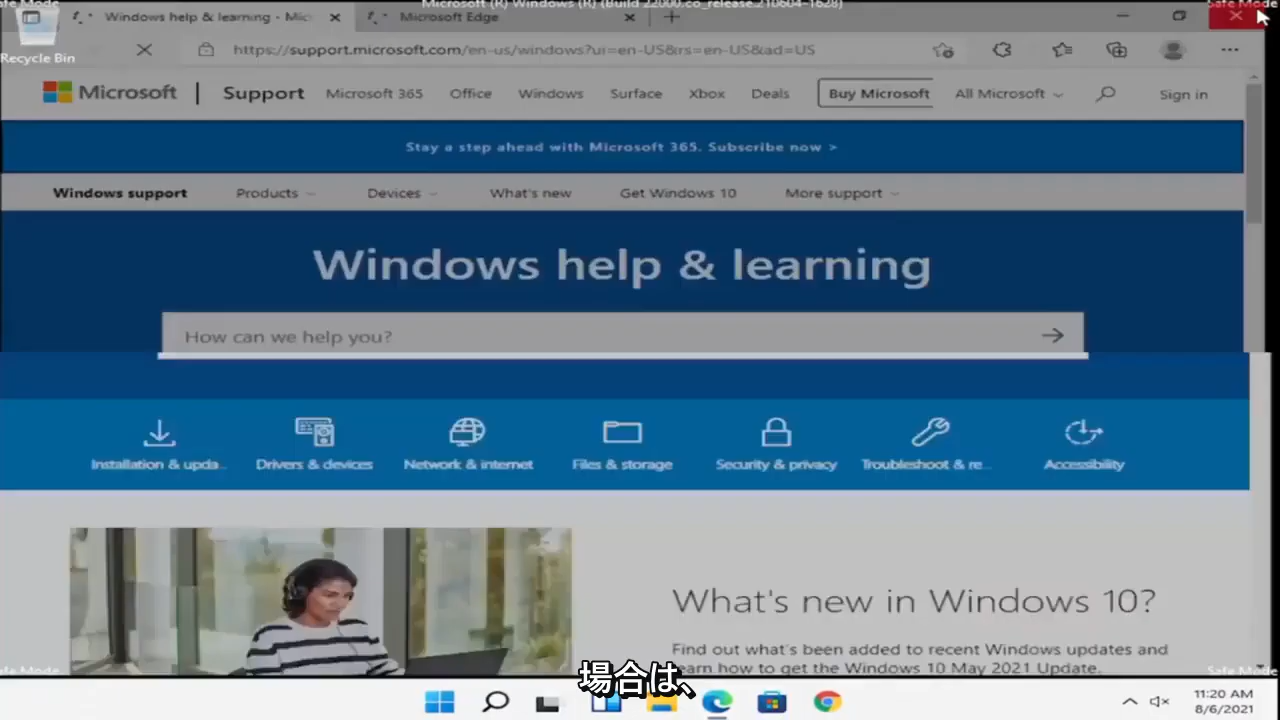 Microsoft (R) Windows (R) (Build 22000.co_release.210604-1628)
Safe Mode
Windows help & learning - Mic
Microsoft Edge
Recycle Bin
https://support.microsoft.com/en-us/windows?ui=en-US&rs=en-US&ad=US
Microsoft | Support Microsoft 365 Office Windows Surface Xbox Deals Buy Microsoft All Microsoft Sign in
Stay a step ahead with Microsoft 365. Subscribe now >
Windows support Products Devices What's new Get Windows 10 More support
Windows help & learning
How can we help you?
Installation & upda... Drivers & devices Network & internet Files & storage Security & privacy Troubleshoot & re... Accessibility
What's new in Windows 10?
Find out what's been added to recent Windows updates and
learn how to get the Windows 10 May 2021 Update.
afe Mode
Safe Mode
場合は、
11:20 AM
8/6/2021